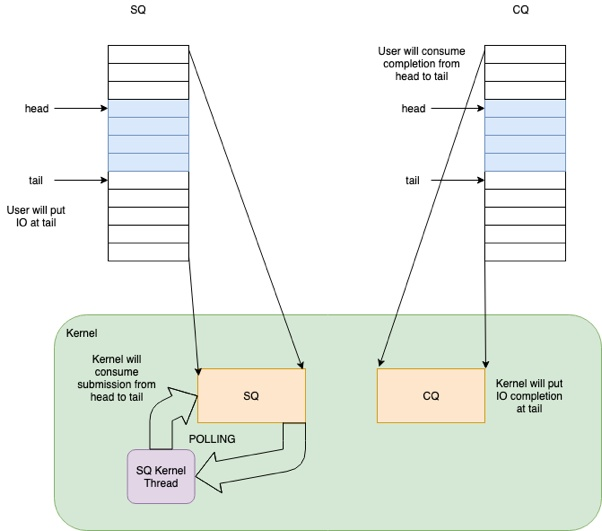 SQ
CQ
User will consume
completion from
head to tail
head
head
tail
tail
User will put
IO at tail
Kernel
Kernel will
consume
submission from
head to tail
SQ
CQ
Kernel will put
IO completion
at tail
POLLING
SQ Kernel
Thread